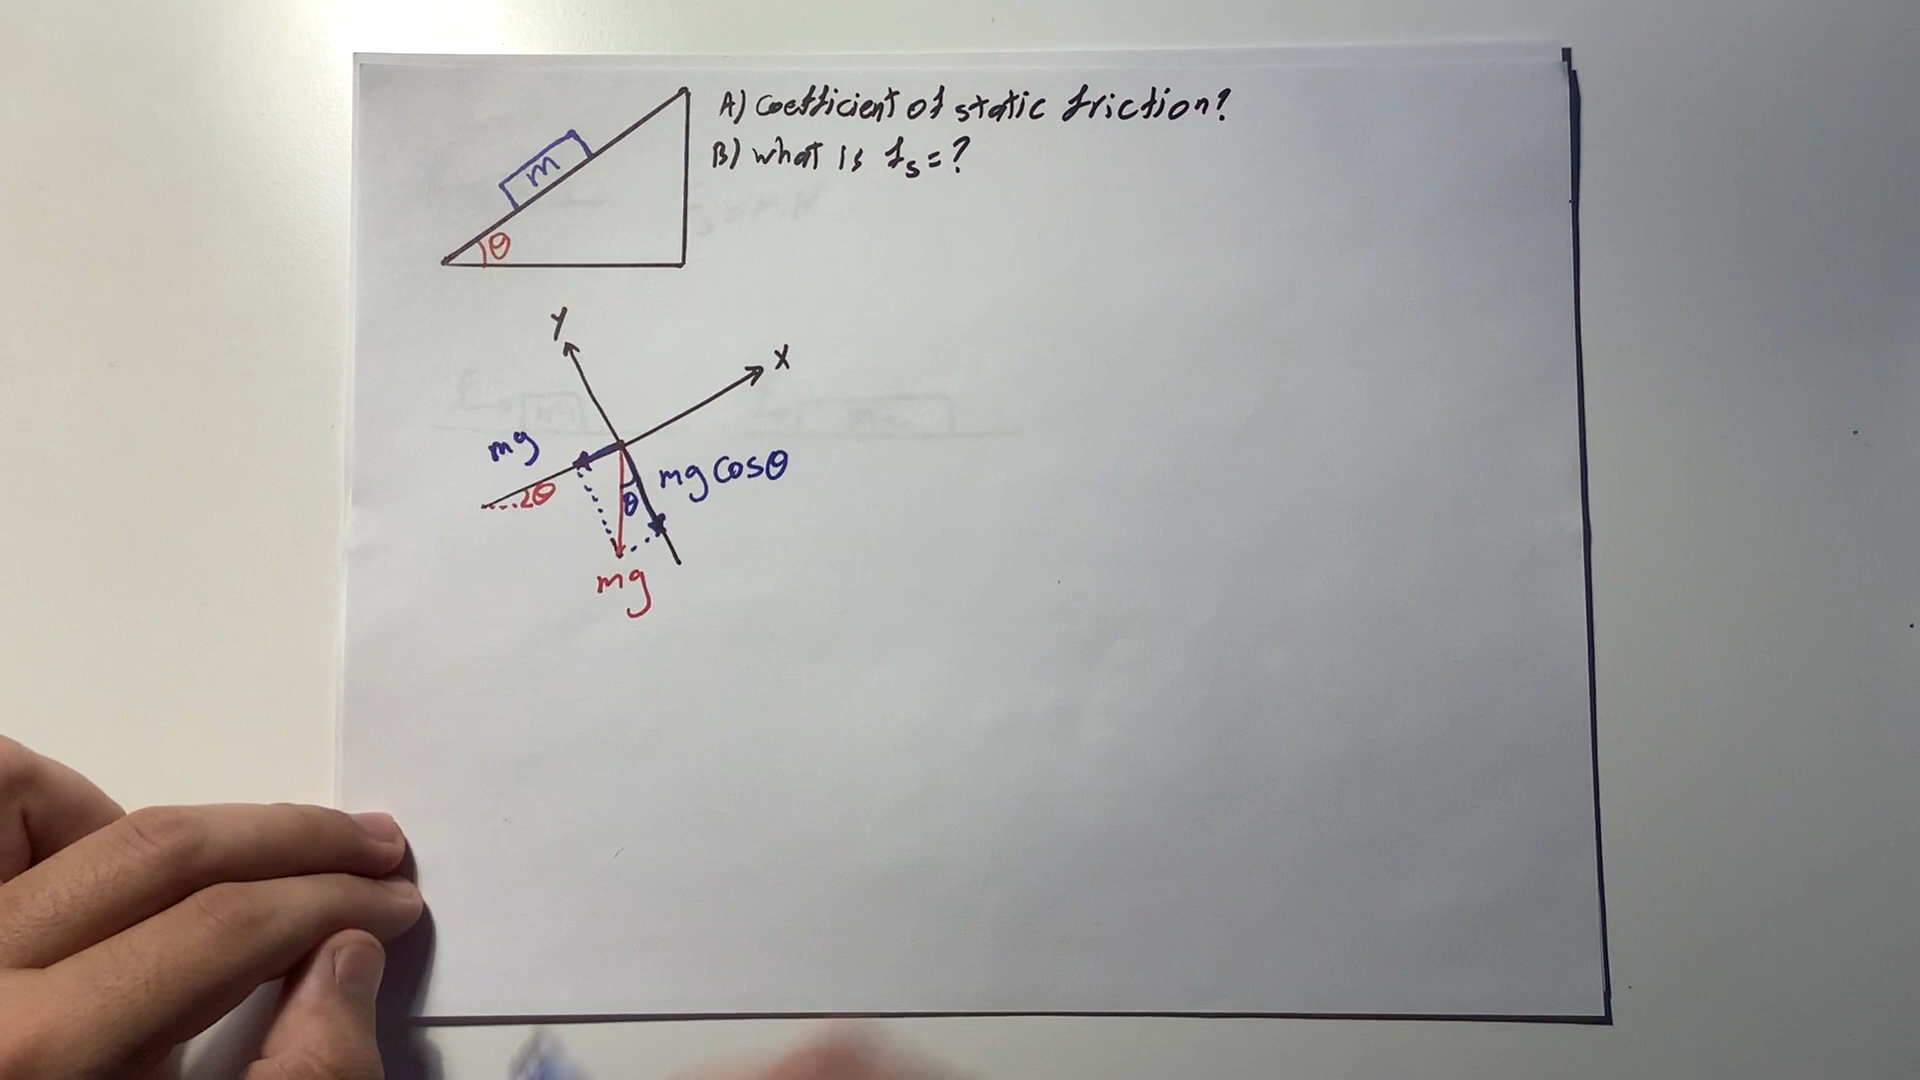 A) Coefficient of static friction?
B) what is fs=?
m
θ
Y
X
mg
mg cosθ
θ
θ
mg